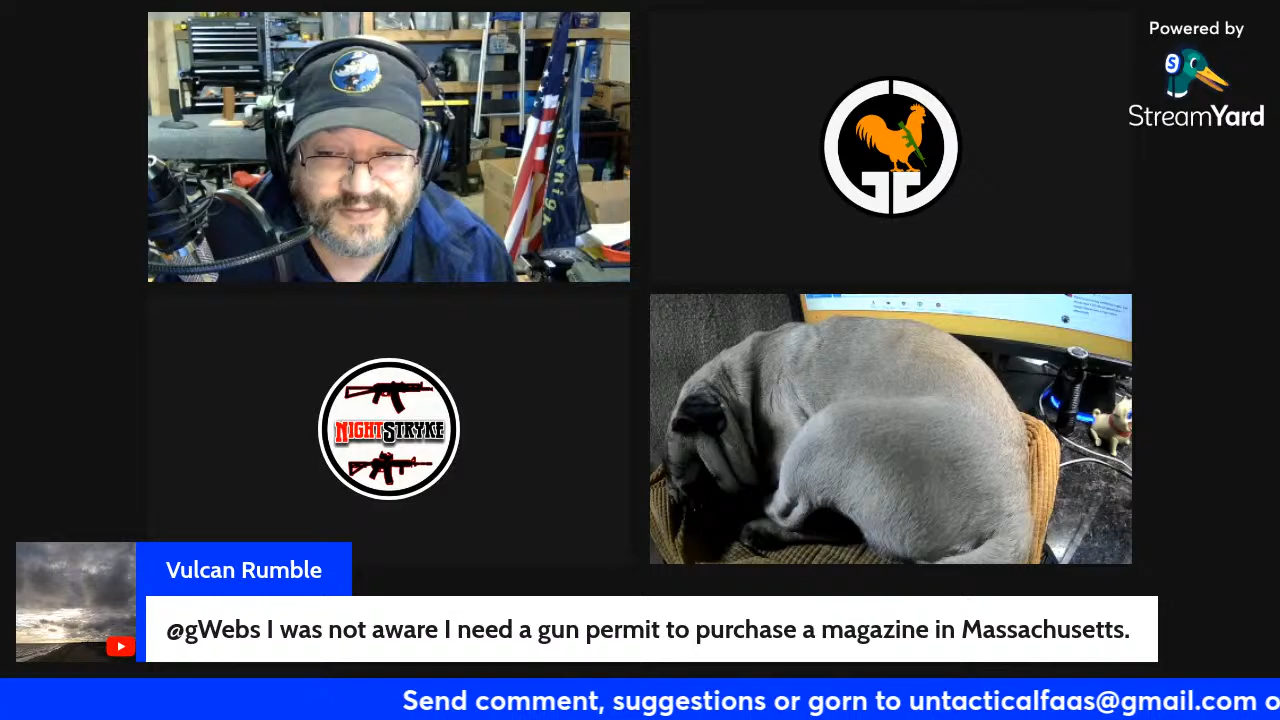 Powered by
StreamYard
NIGHTSTRYKE
Vulcan Rumble
@gWebs I was not aware I need a gun permit to purchase a magazine in Massachusetts.
Send comment, suggestions or gorn to untacticalfaas@gmail.com o